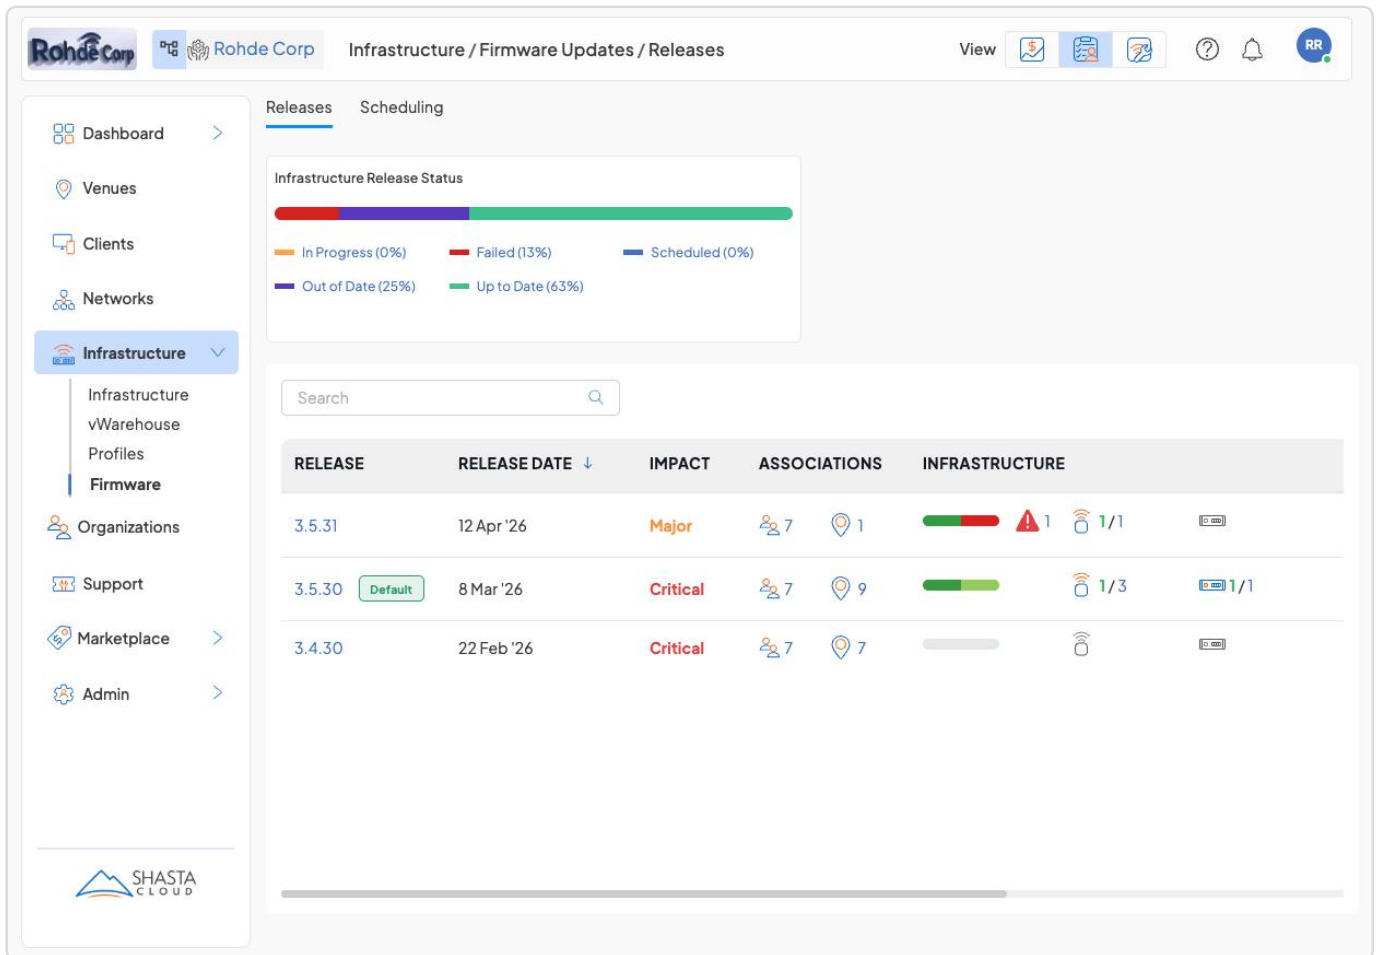 Rohde Corp
Rohde Corp
Infrastructure / Firmware Updates / Releases
View
RR
Dashboard
Venues
Clients
Networks
Infrastructure
Infrastructure
vWarehouse
Profiles
Firmware
Organizations
Support
Marketplace
Admin
SHASTA
CLOUD
Releases Scheduling
Infrastructure Release Status
In Progress (0%) Failed (13%) Scheduled (0%)
Out of Date (25%) Up to Date (63%)
Search
RELEASE RELEASE DATE ↓ IMPACT ASSOCIATIONS INFRASTRUCTURE
3.5.31 12 Apr '26 Major 7 1 1 1/1
3.5.30 Default 8 Mar '26 Critical 7 9 1/3 1/1
3.4.30 22 Feb '26 Critical 7 7